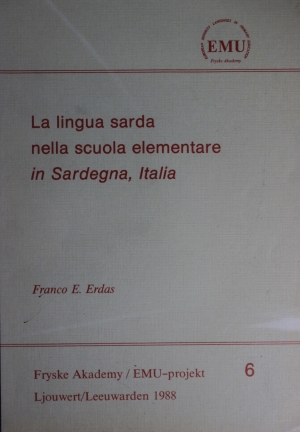 EMU
Fryske Akademy
La lingua sarda
nella scuola elementare
in Sardegna, Italia
Franco E. Erdas
Fryske Akademy / EMU-projekt 6
Ljouwert/Leeuwarden 1988